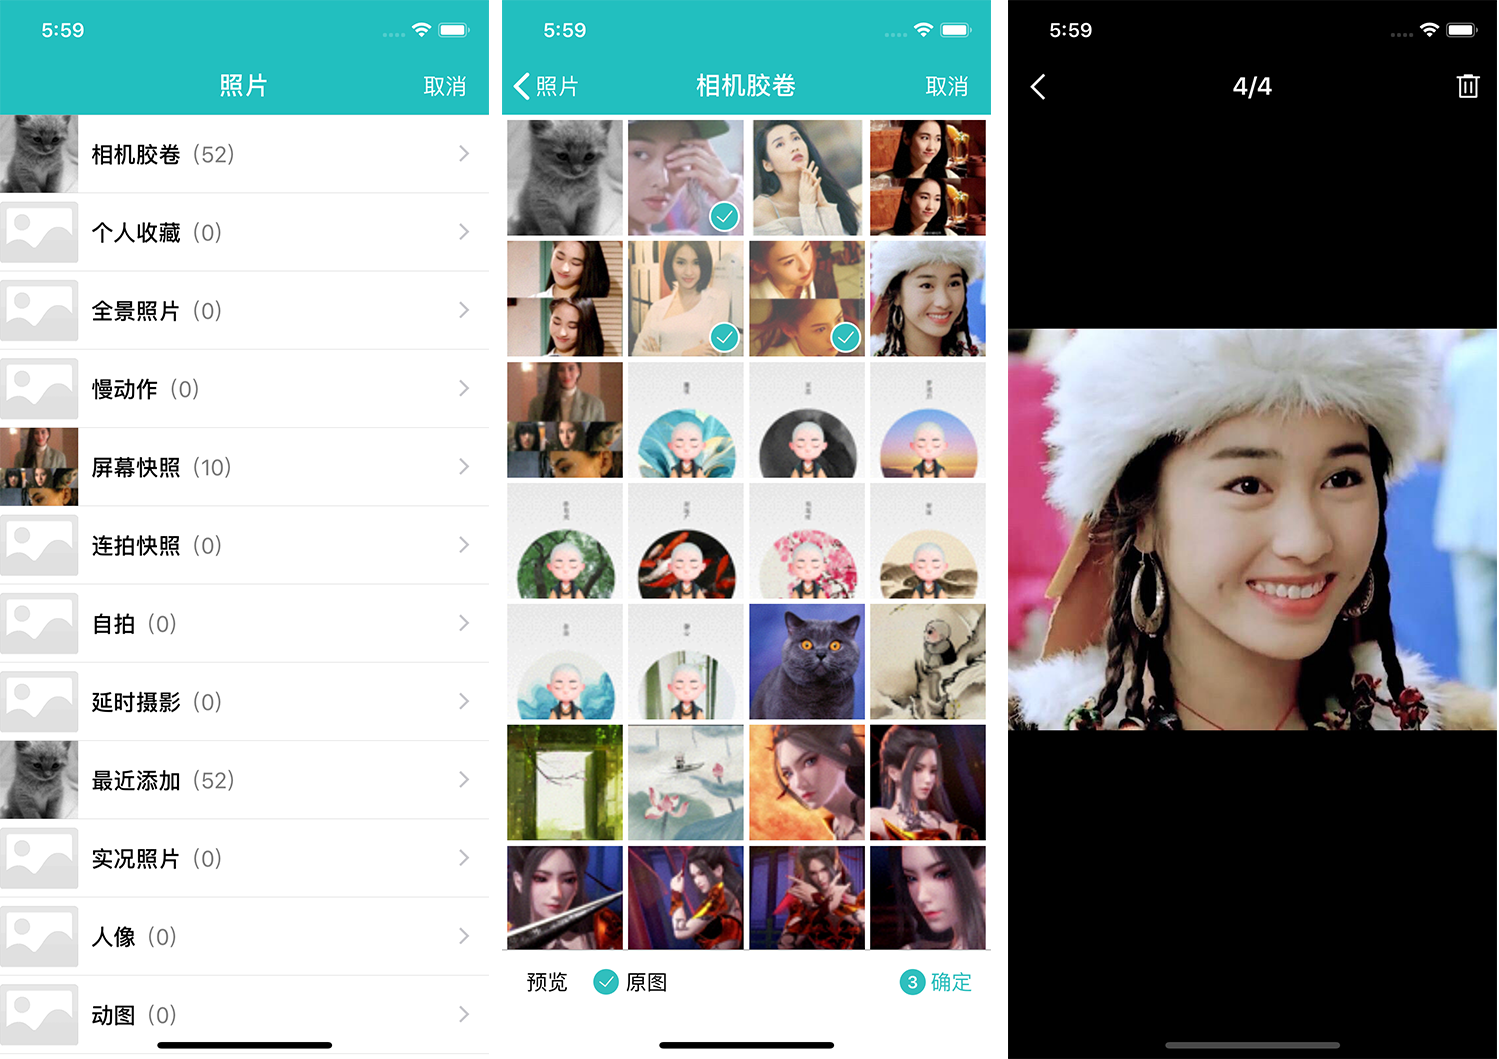 5:59
照片
取消
相机胶卷 (52)
个人收藏 (0)
全景照片 (0)
慢动作 (0)
屏幕快照 (10)
连拍快照 (0)
自拍 (0)
延时摄影 (0)
最近添加 (52)
实况照片 (0)
人像 (0)
动图 (0)
5:59
照片
相机胶卷
取消
预览
原图
3 确定
5:59
4/4